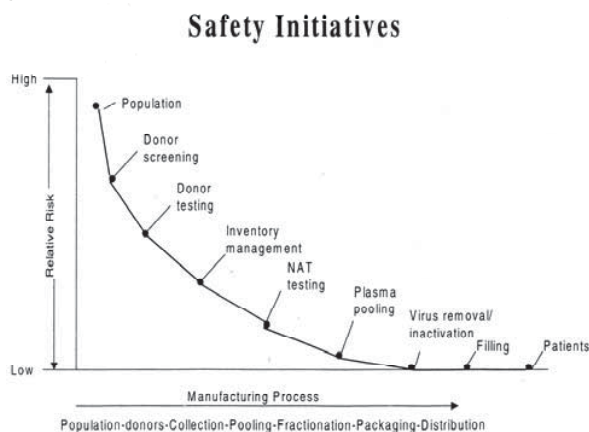 Safety Initiatives
High
Population
Donor
screening
Donor
testing
Inventory
management
NAT
testing
Plasma
pooling
Virus removal/
inactivation
Filling
Patients
Relative Risk
Low
Manufacturing Process
Population-donors-Collection-Pooling-Fractionation-Packaging-Distribution